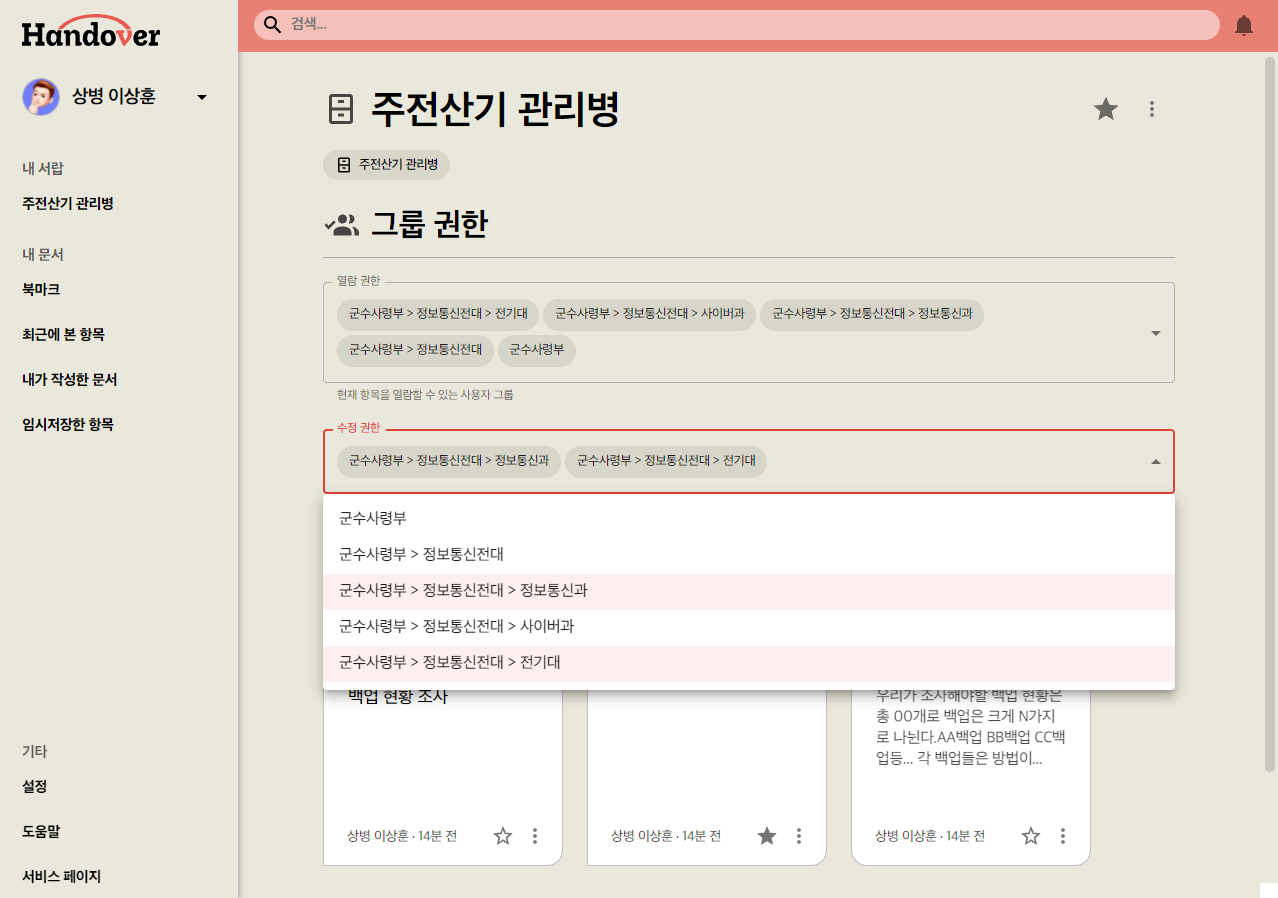 Handover
검색...
상병 이상훈
내 서랍
주전산기 관리병
내 문서
북마크
최근에 본 항목
내가 작성한 문서
임시저장한 항목
기타
설정
도움말
서비스 페이지
주전산기 관리병
주전산기 관리병
그룹 권한
열람 권한
군수사령부 > 정보통신전대 > 전기대
군수사령부 > 정보통신전대 > 사이버과
군수사령부 > 정보통신전대 > 정보통신과
군수사령부 > 정보통신전대
군수사령부
현재 항목을 열람할 수 있는 사용자 그룹
수정 권한
군수사령부 > 정보통신전대 > 정보통신과
군수사령부 > 정보통신전대 > 전기대
군수사령부
군수사령부 > 정보통신전대
군수사령부 > 정보통신전대 > 정보통신과
군수사령부 > 정보통신전대 > 사이버과
군수사령부 > 정보통신전대 > 전기대
백업 현황 조사
상병 이상훈 · 14분 전
상병 이상훈 · 14분 전
우리가 조사해야할 백업 현황은
총 00개로 백업은 크게 N가지
로 나뉜다.AA백업 BB백업 CC백
업등... 각 백업들은 방법이...
상병 이상훈 · 14분 전